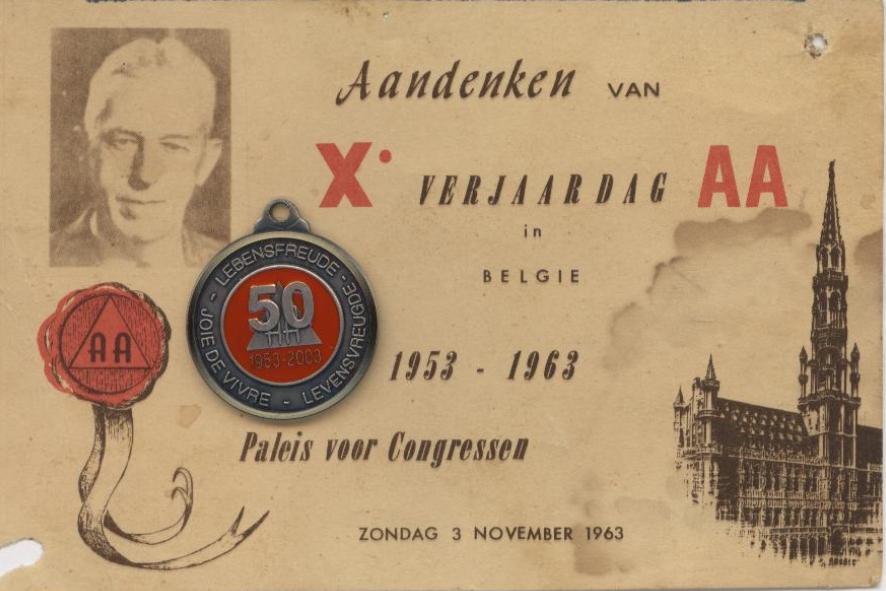 Aandenken VAN
X• VERJAARDAG AA
in
BELGIE
LEBENSFREUDE - LEVENSVREUGDE - JOIE DE VIVRE -
50
1953-2003
AA
1953 - 1963
Paleis voor Congressen
ZONDAG 3 NOVEMBER 1963